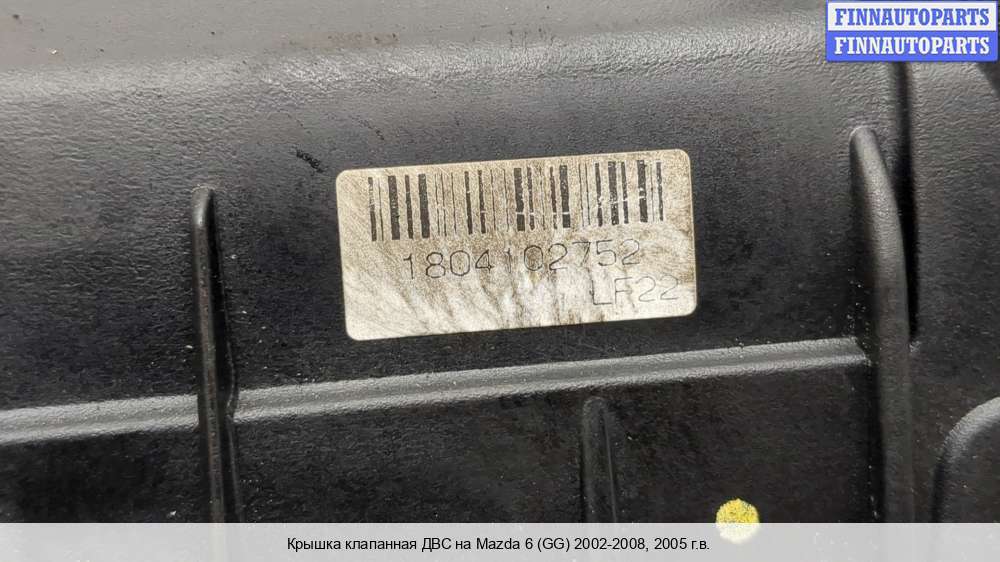 FINNAUTOPARTS
FINNAUTOPARTS
1804102752
LF22
Крышка клапанная ДВС на Mazda 6 (GG) 2002-2008, 2005 г.в.